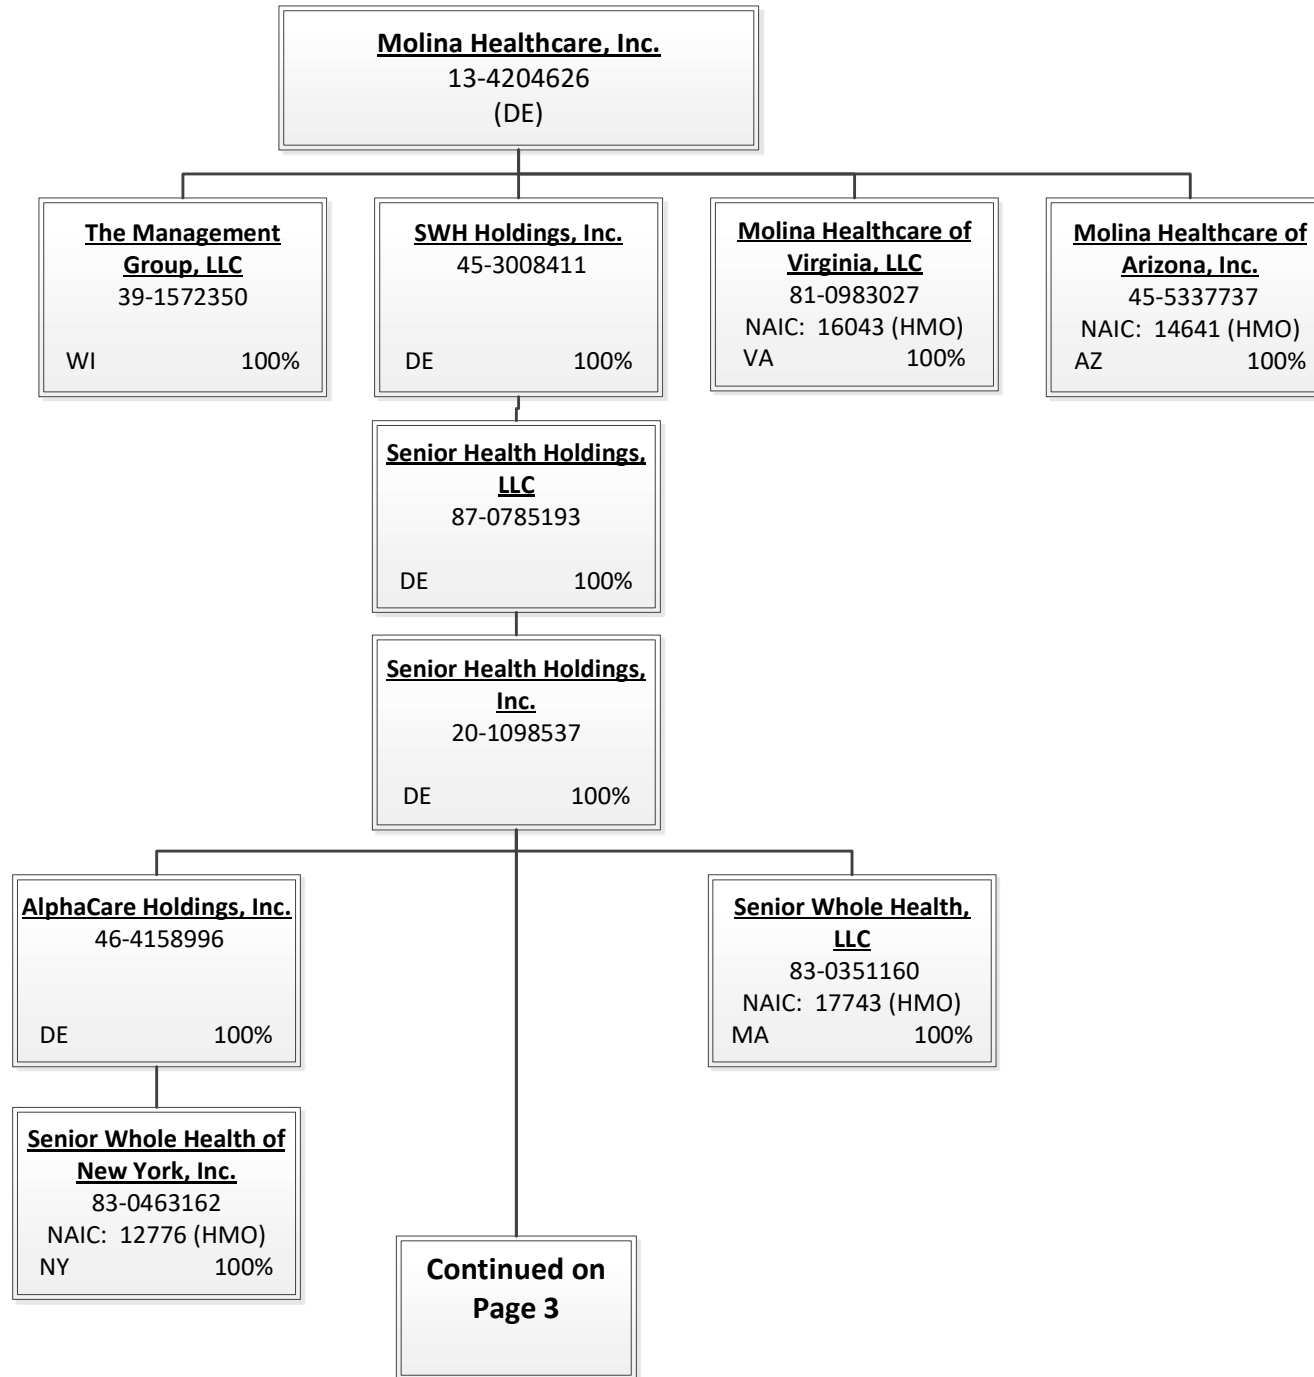 Molina Healthcare, Inc.
13-4204626
(DE)
The Management
Group, LLC
39-1572350
WI 100%
SWH Holdings, Inc.
45-3008411
DE 100%
Molina Healthcare of
Virginia, LLC
81-0983027
NAIC: 16043 (HMO)
VA 100%
Molina Healthcare of
Arizona, Inc.
45-5337737
NAIC: 14641 (HMO)
AZ 100%
Senior Health Holdings,
LLC
87-0785193
DE 100%
Senior Health Holdings,
Inc.
20-1098537
DE 100%
AlphaCare Holdings, Inc.
46-4158996
DE 100%
Senior Whole Health,
LLC
83-0351160
NAIC: 17743 (HMO)
MA 100%
Senior Whole Health of
New York, Inc.
83-0463162
NAIC: 12776 (HMO)
NY 100%
Continued on
Page 3